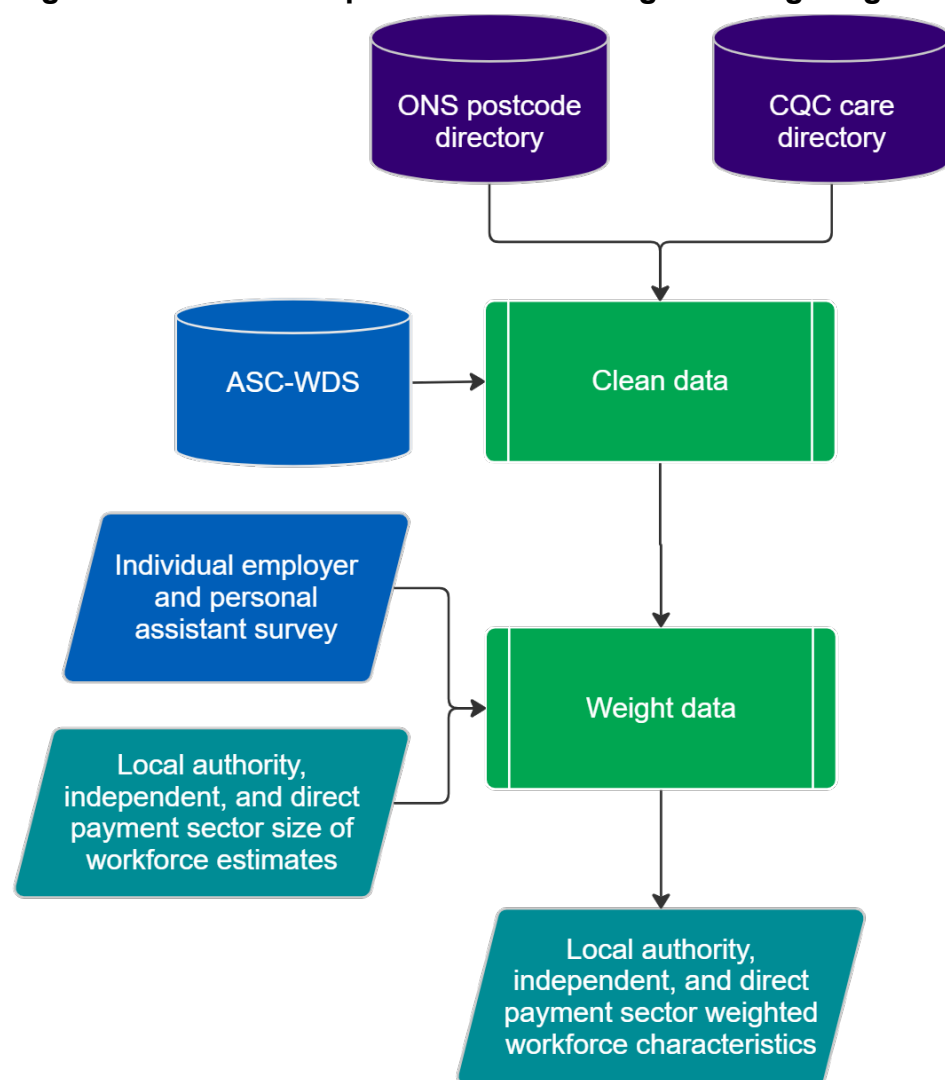 ONS postcode
directory
CQC care
directory
ASC-WDS
Clean data
Individual employer
and personal
assistant survey
Weight data
Local authority,
independent, and direct
payment sector size of
workforce estimates
Local authority,
independent, and direct
payment sector weighted
workforce characteristics